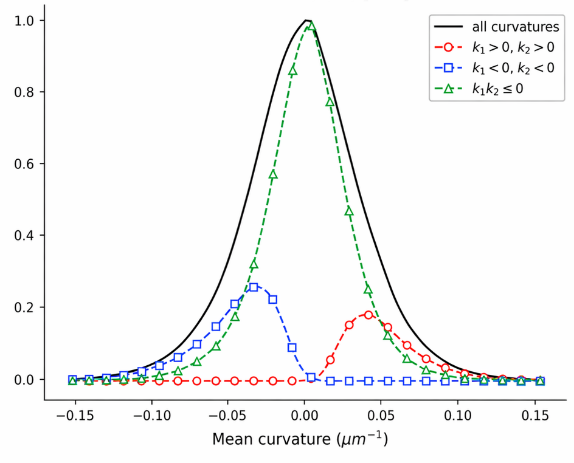 1.0
0.8
0.6
0.4
0.2
0.0
−0.15 −0.10 −0.05 0.00 0.05 0.10 0.15
Mean curvature (μm⁻¹)
all curvatures
k₁ > 0, k₂ > 0
k₁ < 0, k₂ < 0
k₁k₂ ≤ 0